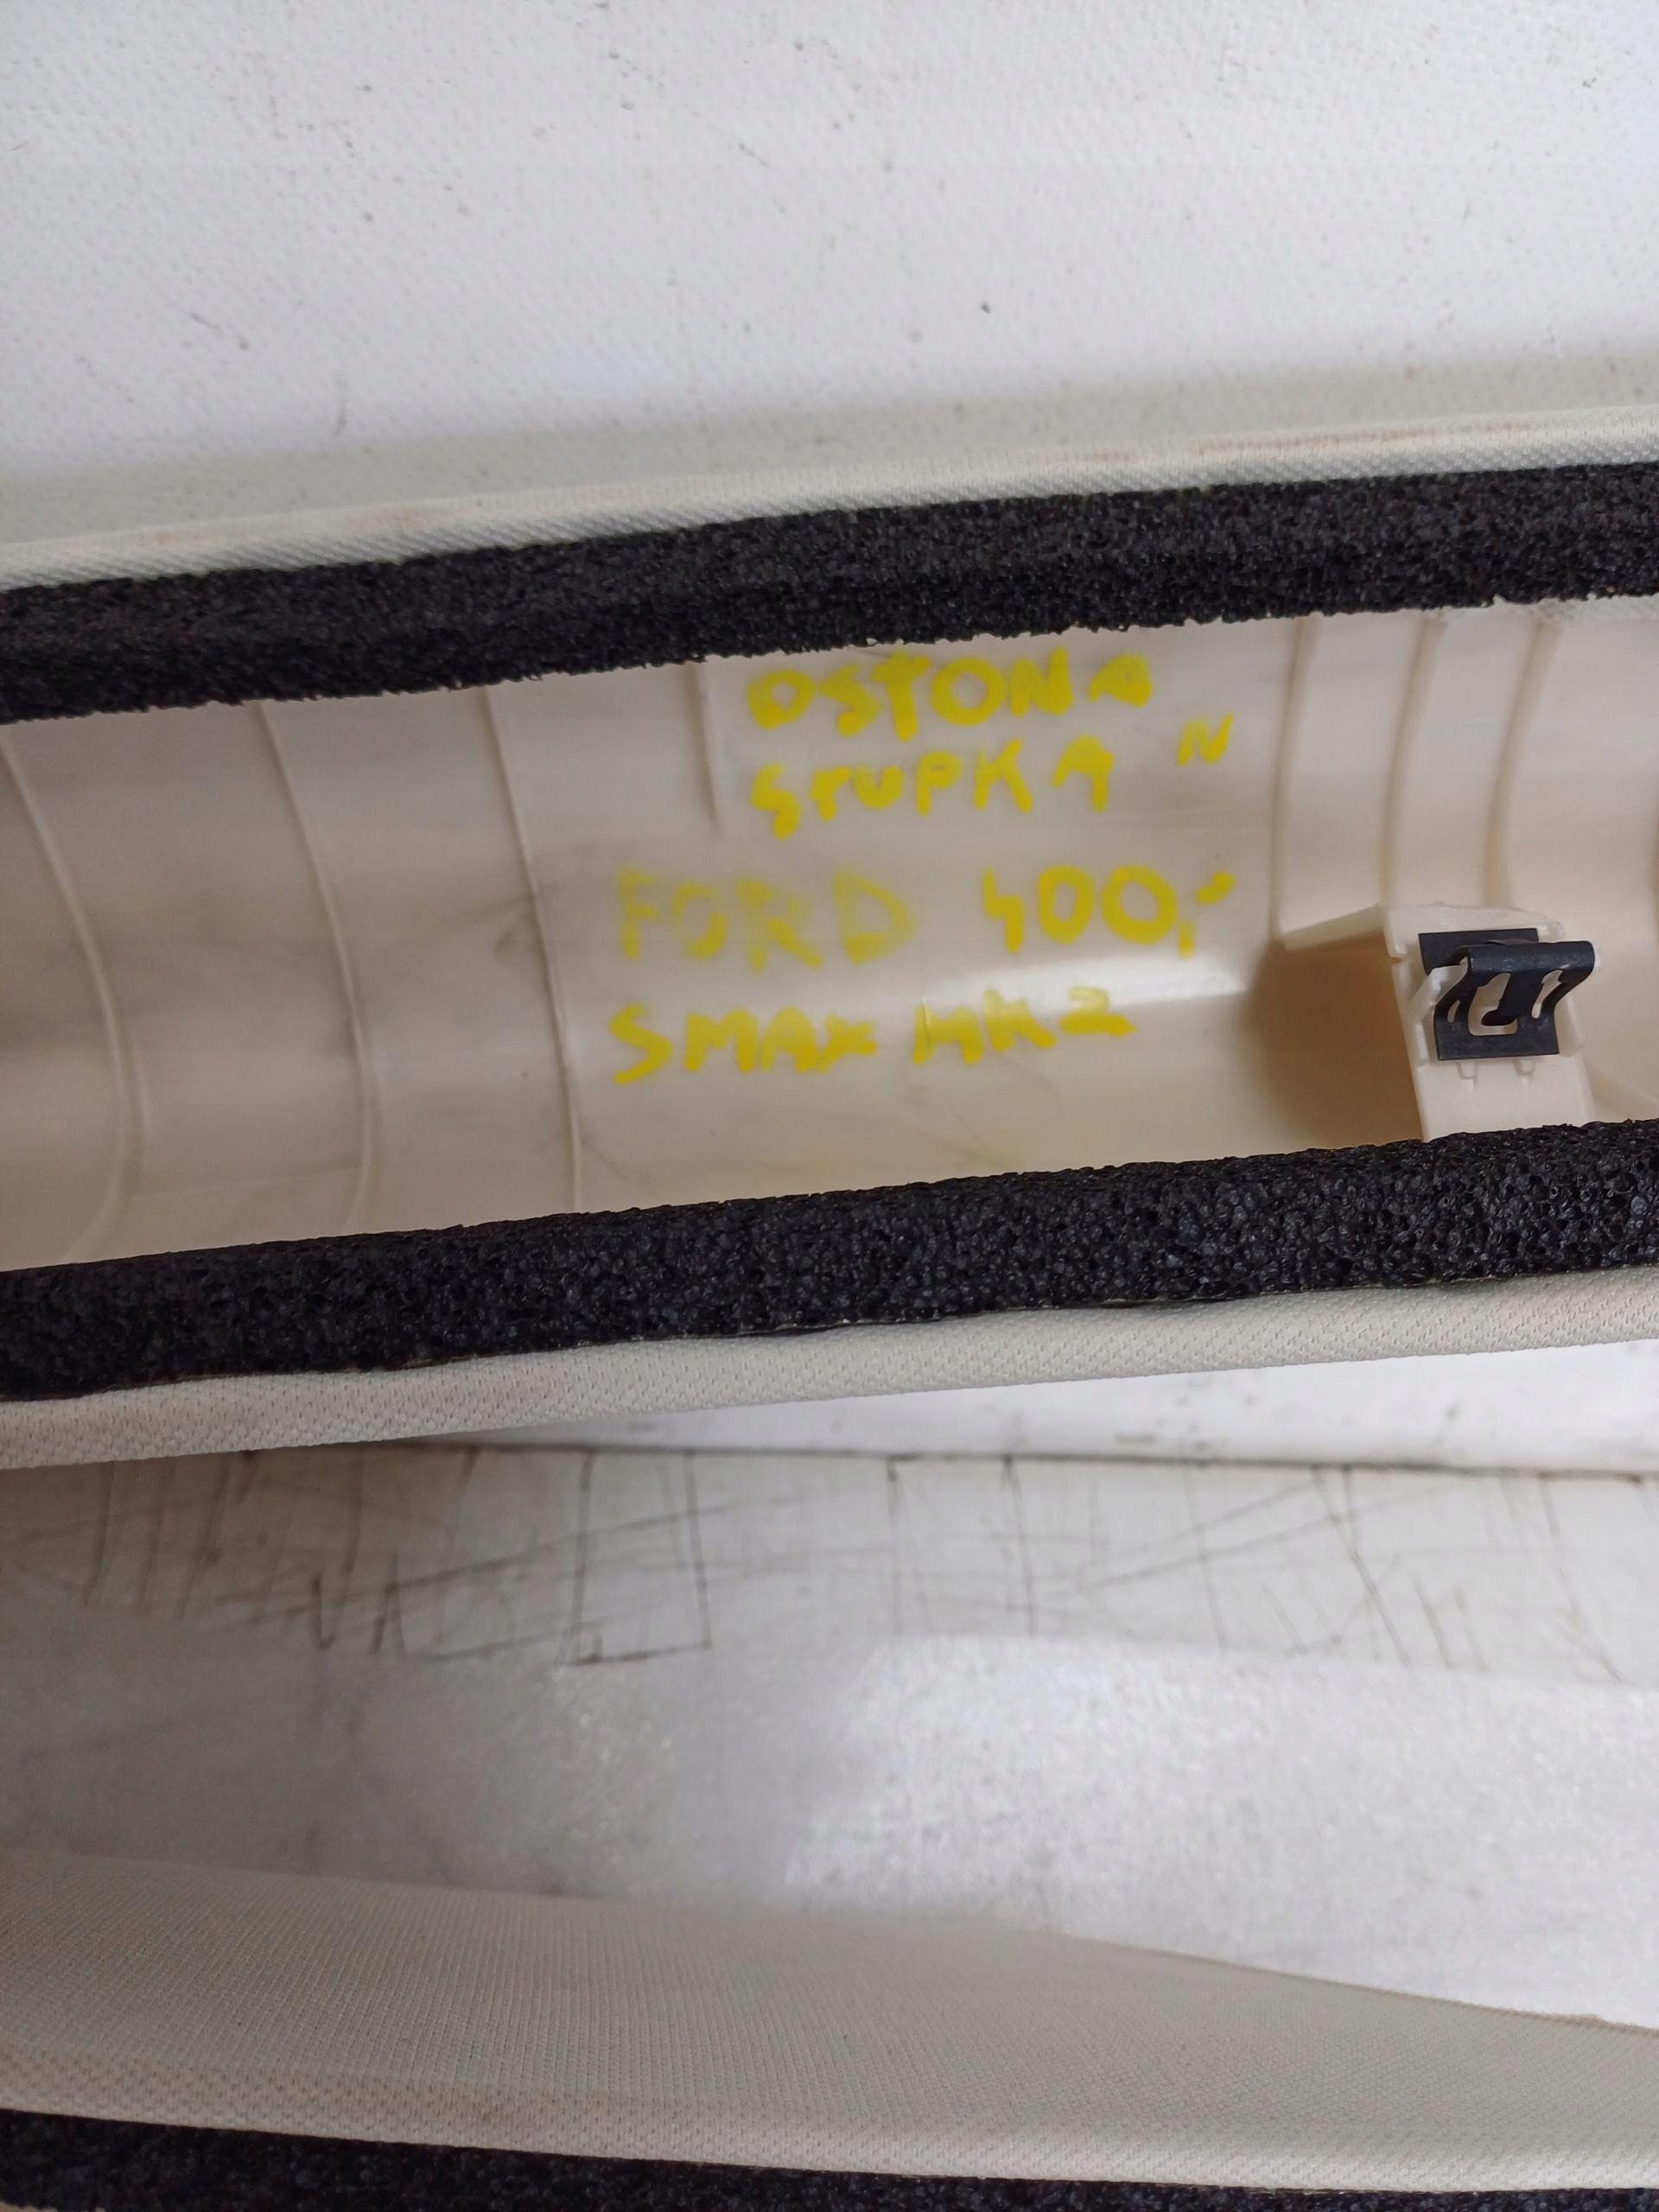 OSŁONA
SŁUPKA "
FORD 400,-
SMAX MK2